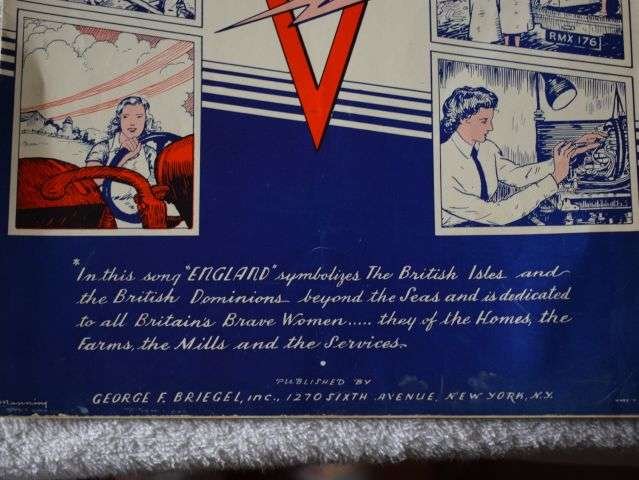 RMX 176
*In this song "ENGLAND" symbolizes The British Isles and
the British Dominions beyond the Seas and is dedicated
to all Britain's Brave Women..... they of the Homes, the
Farms, the Mills and the Services.
PUBLISHED BY
GEORGE F. BRIEGEL, INC., 1270 SIXTH AVENUE, NEW YORK, N.Y.
Manning